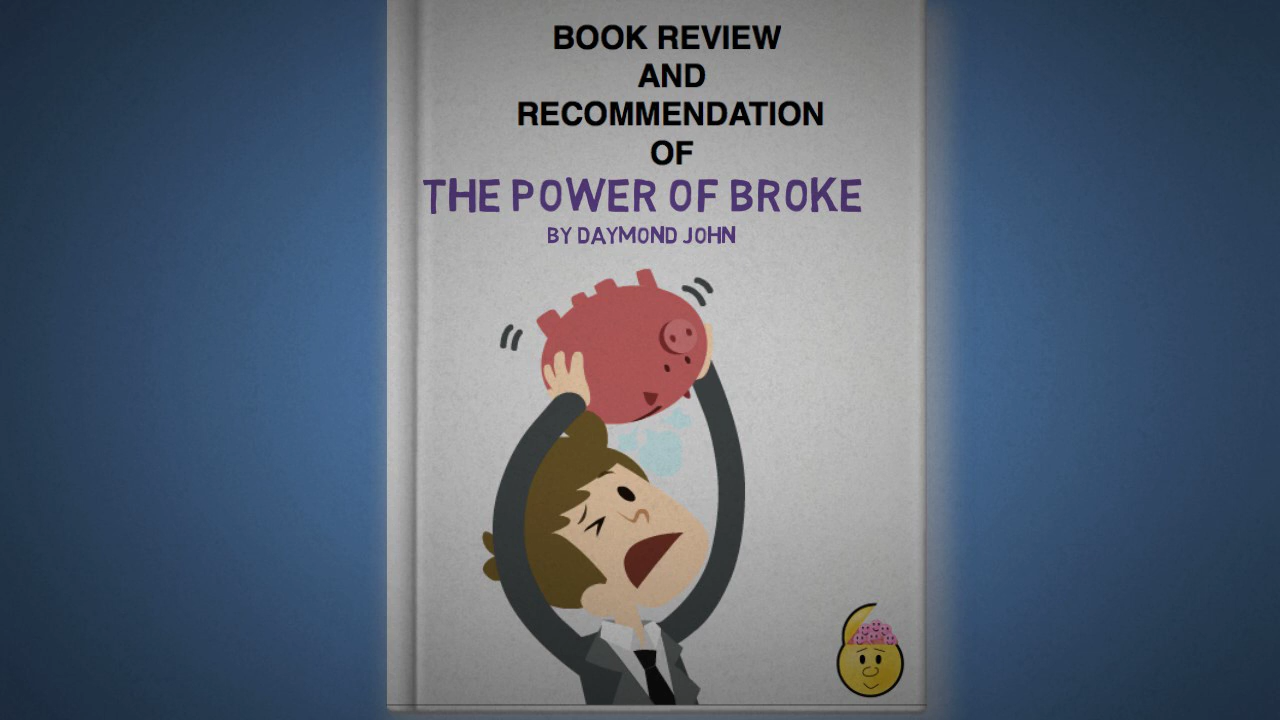 BOOK REVIEW
AND
RECOMMENDATION
OF
THE POWER OF BROKE
BY DAYMOND JOHN